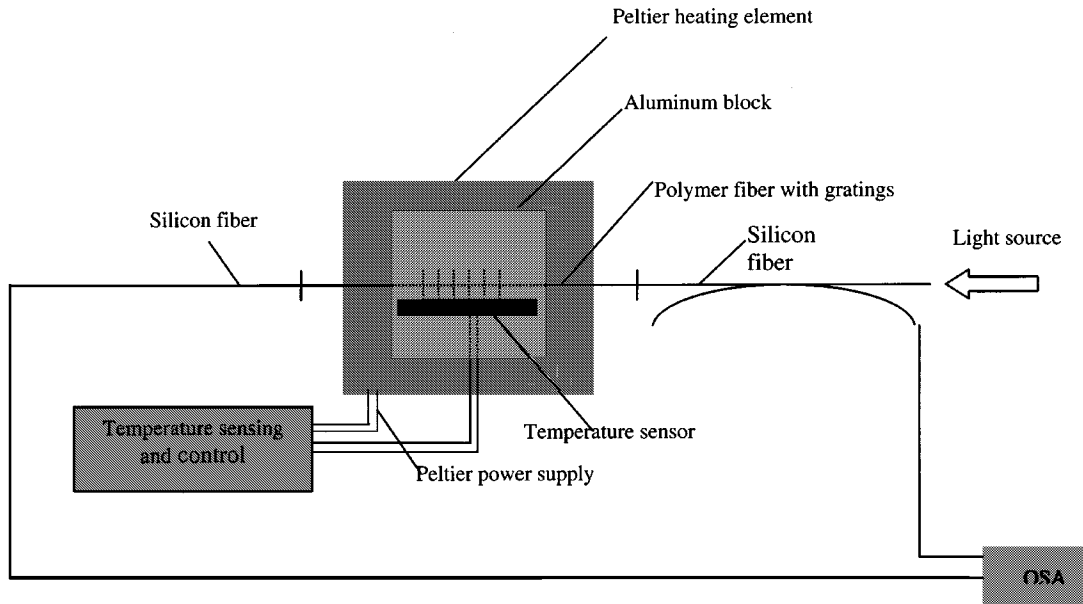 Peltier heating element
Aluminum block
Polymer fiber with gratings
Silicon fiber
Silicon
fiber
Light source
Temperature sensing
and control
Temperature sensor
Peltier power supply
OSA